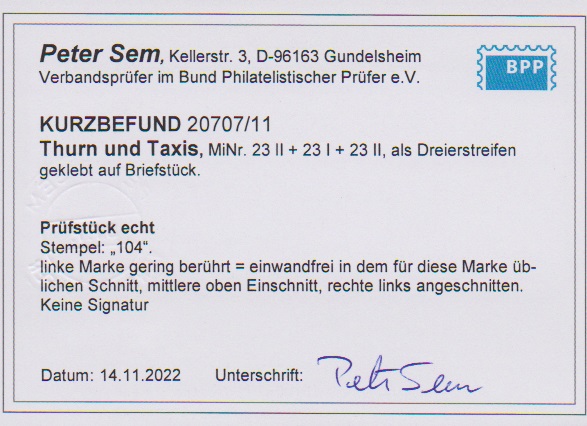 Peter Sem, Kellerstr. 3, D-96163 Gundelsheim
Verbandsprüfer im Bund Philatelistischer Prüfer e.V.
BPP
KURZBEFUND 20707/11
Thurn und Taxis, MiNr. 23 II + 23 I + 23 II, als Dreierstreifen
geklebt auf Briefstück.
Prüfstück echt
Stempel: „104“.
linke Marke gering berührt = einwandfrei in dem für diese Marke üb-
lichen Schnitt, mittlere oben Einschnitt, rechte links angeschnitten.
Keine Signatur
Datum: 14.11.2022 Unterschrift: Peter Sem